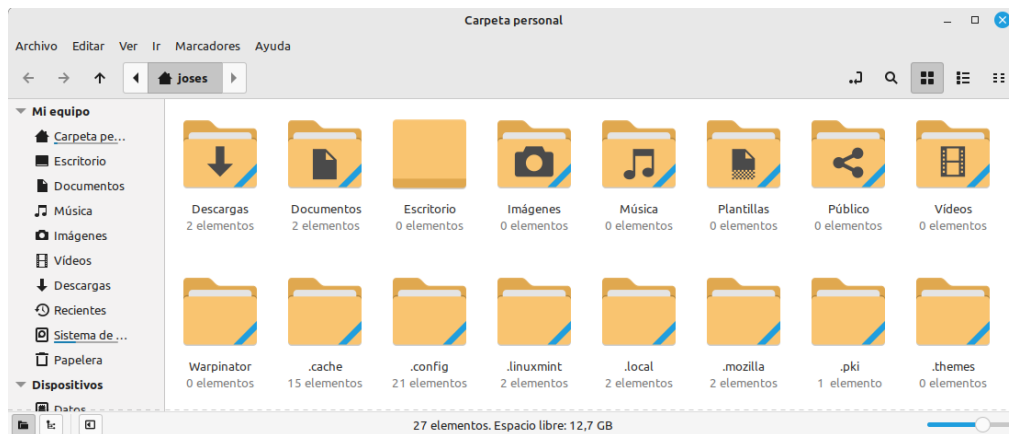 Carpeta personal
Archivo Editar Ver Ir Marcadores Ayuda
joses
Mi equipo
Carpeta pe...
Escritorio
Documentos
Música
Imágenes
Vídeos
Descargas
Recientes
Sistema de ...
Papelera
Dispositivos
Datos
Descargas Documentos Escritorio Imágenes Música Plantillas Público Vídeos
2 elementos 2 elementos 0 elementos 0 elementos 0 elementos 0 elementos 0 elementos 0 elementos
Warpinator .cache .config .linuxmint .local .mozilla .pki .themes
0 elementos 15 elementos 21 elementos 2 elementos 2 elementos 2 elementos 1 elemento 0 elementos
27 elementos. Espacio libre: 12,7 GB